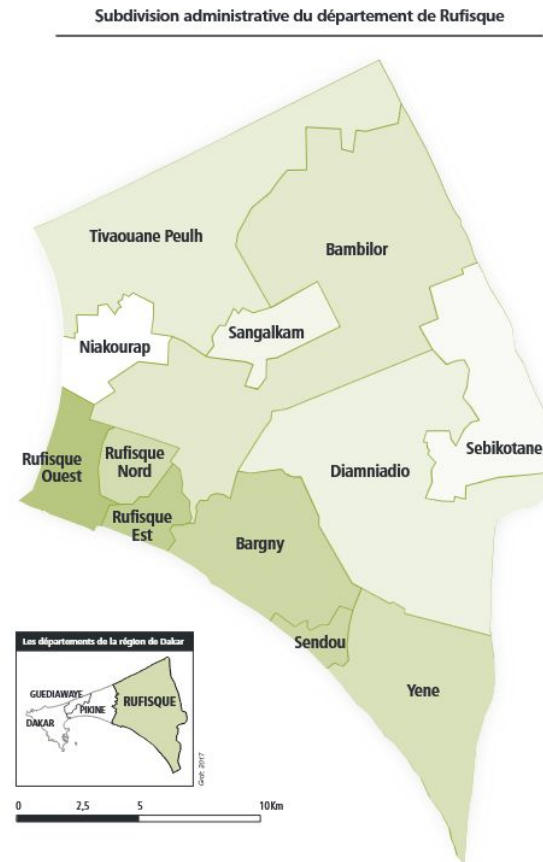 Subdivision administrative du département de Rufisque
Tivaouane Peulh
Bambilor
Sangalkam
Niakourap
Rufisque
Ouest
Rufisque
Nord
Sebikotane
Diamniadio
Rufisque
Est
Bargny
Sendou
Yene
Les départements de la région de Dakar
GUEDIAWAYE
PIKINE
RUFISQUE
DAKAR
Grdr, 2017
0 2,5 5 10Km